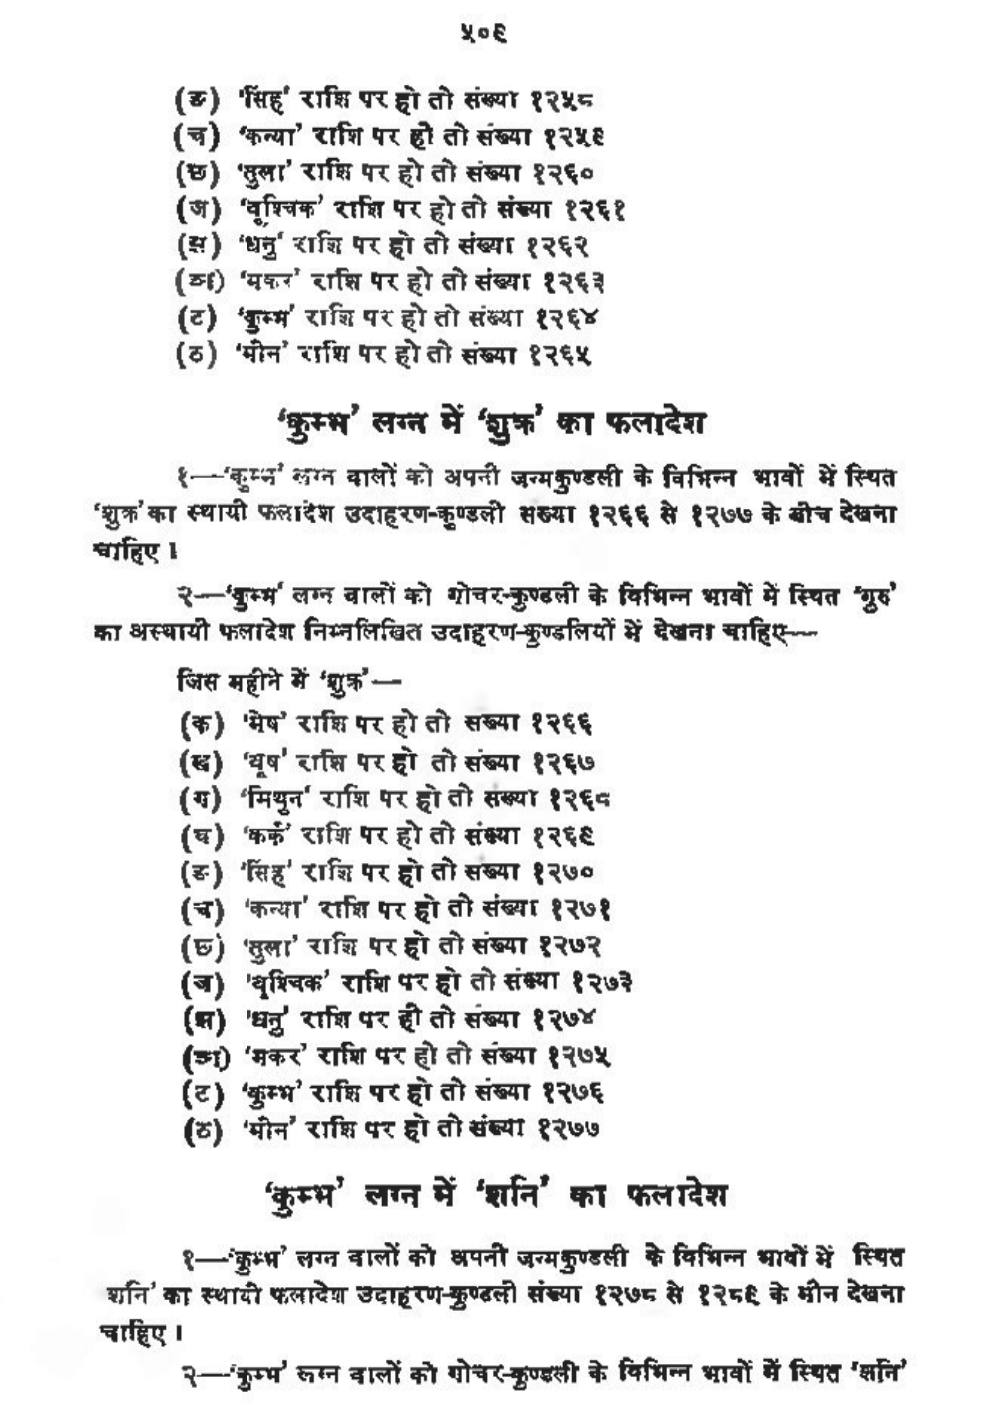 ५०९
(ङ) 'सिंह' राशि पर हो तो संख्या १२५८
(च) 'कन्या' राशि पर हो तो संख्या १२५९
(छ) 'तुला' राशि पर हो तो संख्या १२६०
(ज) 'वृश्चिक' राशि पर हो तो संख्या १२६१
(झ) 'धनु' राशि पर हो तो संख्या १२६२
(ञ) 'मकर' राशि पर हो तो संख्या १२६३
(ट) 'कुम्भ' राशि पर हो तो संख्या १२६४
(ठ) 'मीन' राशि पर हो तो संख्या १२६५
'कुम्भ' लग्न में 'शुक्र' का फलादेश
१—'कुम्भ' लग्न वालों को अपनी जन्मकुण्डली के विभिन्न भावों में स्थित
'शुक्र' का स्थायी फलादेश उदाहरण-कुण्डली संख्या १२६६ से १२७७ के बीच देखना
चाहिए ।
२—'कुम्भ' लग्न वालों को गोचर-कुण्डली के विभिन्न भावों में स्थित 'गुरु'
का अस्थायी फलादेश निम्नलिखित उदाहरण-कुण्डलियों में देखना चाहिए—
जिस महीने में 'शुक्र'—
(क) 'मेष' राशि पर हो तो संख्या १२६६
(ख) 'वृष' राशि पर हो तो संख्या १२६७
(ग) 'मिथुन' राशि पर हो तो संख्या १२६८
(घ) 'कर्क' राशि पर हो तो संख्या १२६९
(ङ) 'सिंह' राशि पर हो तो संख्या १२७०
(च) 'कन्या' राशि पर हो तो संख्या १२७१
(छ) 'तुला' राशि पर हो तो संख्या १२७२
(ज) 'वृश्चिक' राशि पर हो तो संख्या १२७३
(झ) 'धनु' राशि पर हो तो संख्या १२७४
(ञ) 'मकर' राशि पर हो तो संख्या १२७५
(ट) 'कुम्भ' राशि पर हो तो संख्या १२७६
(ठ) 'मीन' राशि पर हो तो संख्या १२७७
'कुम्भ' लग्न में 'शनि' का फलादेश
१—'कुम्भ' लग्न वालों को अपनी जन्मकुण्डली के विभिन्न भावों में स्थित
शनि' का स्थायी फलादेश उदाहरण-कुण्डली संख्या १२७८ से १२८९ के बीच देखना
चाहिए ।
२—'कुम्भ' लग्न वालों को गोचर-कुण्डली के विभिन्न भावों में स्थित 'शनि'